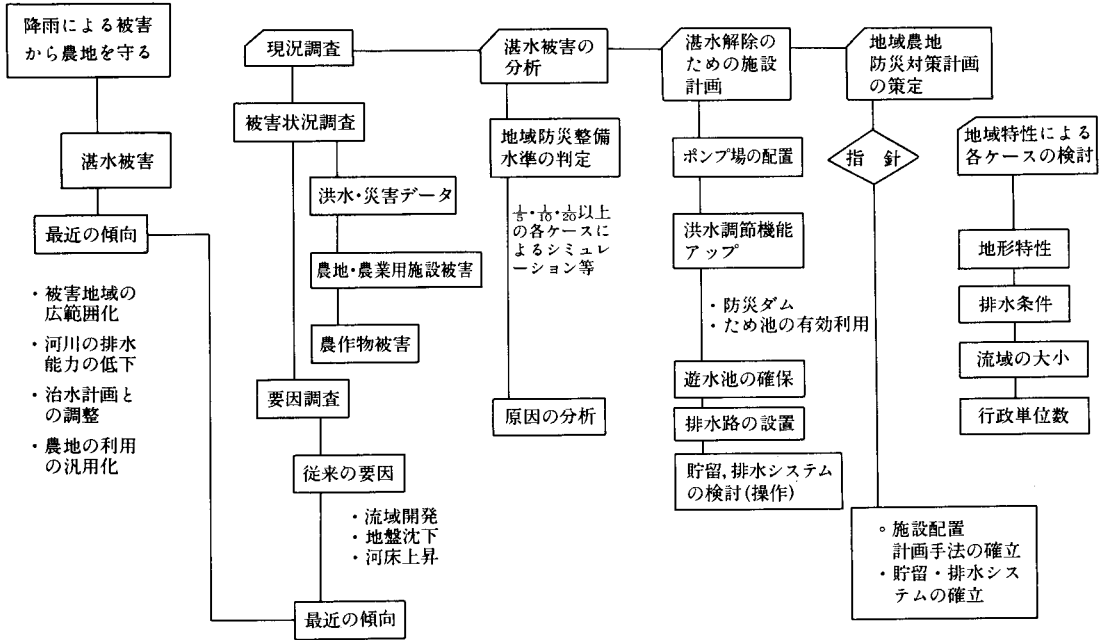 降雨による被害
から農地を守る
湛水被害
最近の傾向
・被害地域の
広範囲化
・河川の排水
能力の低下
・治水計画と
の調整
・農地の利用
の汎用化
現況調査
被害状況調査
洪水・災害データ
農地・農業用施設被害
農作物被害
要因調査
従来の要因
・流域開発
・地盤沈下
・河床上昇
最近の傾向
湛水被害の
分析
地域防災整備
水準の判定
1/5・1/10・1/20以上
の各ケースに
よるシミュレ
ーション等
原因の分析
湛水解除の
ための施設
計画
ポンプ場の配置
洪水調節機能
アップ
・防災ダム
・ため池の有効利用
遊水池の確保
排水路の設置
貯留,排水システム
の検討(操作)
地域農地
防災対策計画
の策定
指針
。施設配置
計画手法の確立
・貯留・排水シス
テムの確立
地域特性による
各ケースの検討
地形特性
排水条件
流域の大小
行政単位数